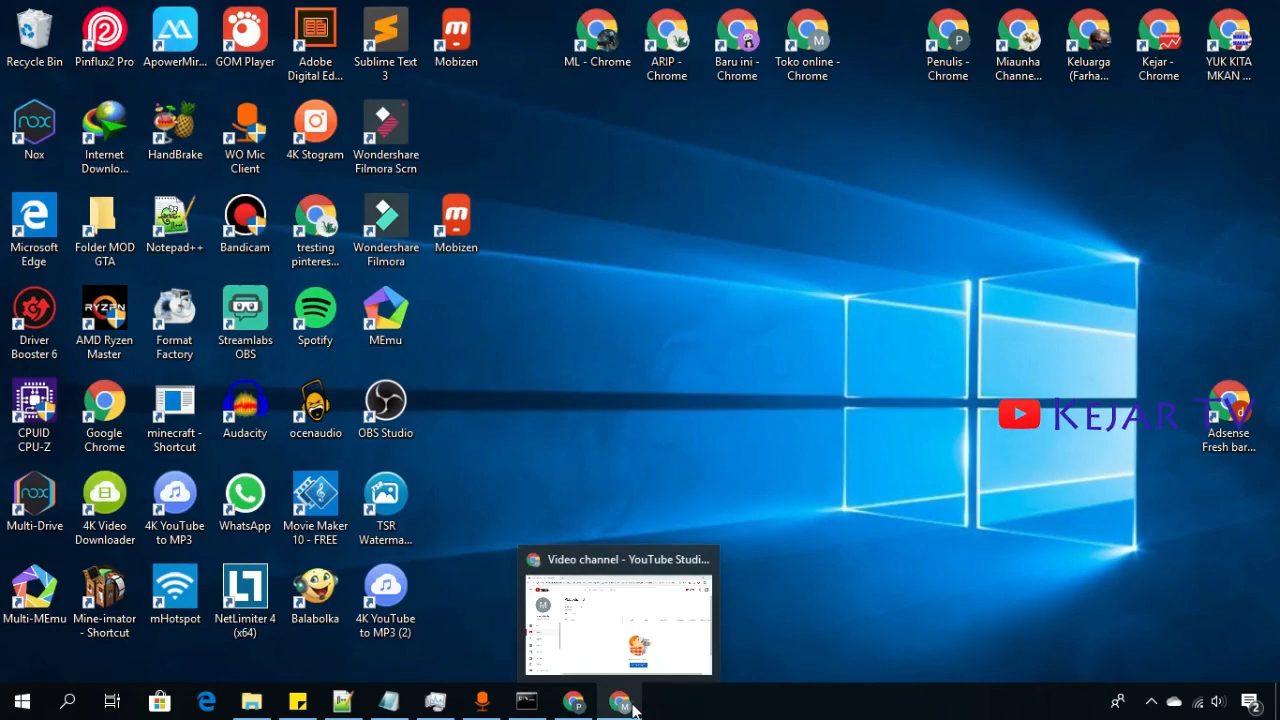 Recycle Bin
Pinflux2 Pro
ApowerMir...
GOM Player
Adobe
Digital Ed...
Sublime Text
3
Mobizen
ML - Chrome
ARIP -
Chrome
Baru ini -
Chrome
Toko online -
Chrome
Penulis -
Chrome
Miaunha
Channe...
Keluarga
(Farha...
Kejar -
Chrome
YUK KITA
MKAN ...
Nox
Internet
Downlo...
HandBrake
WO Mic
Client
4K Stogram
Wondershare
Filmora Scrn
Microsoft
Edge
Folder MOD
GTA
Notepad++
Bandicam
tresting
pinteres...
Wondershare
Filmora
Mobizen
Driver
Booster 6
AMD Ryzen
Master
Format
Factory
Streamlabs
OBS
Spotify
MEmu
CPUID
CPU-Z
Google
Chrome
minecraft -
Shortcut
Audacity
ocenaudio
OBS Studio
KEJAR TV
Adsense
Fresh bar...
Multi-Drive
4K Video
Downloader
4K YouTube
to MP3
WhatsApp
Movie Maker
10 - FREE
TSR
Waterma...
Video channel - YouTube Studi...
Multi-MEmu
Mice-inator
- Shortcut
mHotspot
NetLimiter 4
(x64)
Balabolka
4K YouTube
to MP3 (2)